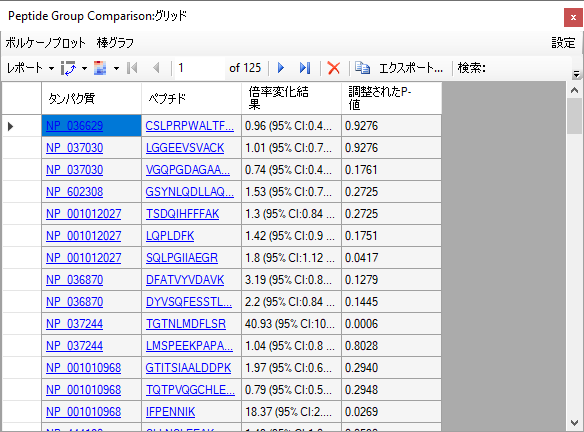 Peptide Group Comparison:グリッド
ボルケーノプロット 棒グラフ 設定
レポート 1 of 125 エクスポート... 検索:
タンパク質 ペプチド 倍率変化結果 調整されたP-値
NP_036629 CSLPRPWALTF... 0.96 (95% CI:0.4... 0.9276
NP_037030 LGGEEVSVACK 1.01 (95% CI:0.7... 0.9276
NP_037030 VGQPGDAGAA... 0.74 (95% CI:0.4... 0.1761
NP_602308 GSYNLQDLLAQ... 1.53 (95% CI:0.7... 0.2725
NP_001012027 TSDQIHFFFAK 1.3 (95% CI:0.84 ... 0.2725
NP_001012027 LQPLDFK 1.42 (95% CI:0.9 ... 0.1751
NP_001012027 SQLPGIIAEGR 1.8 (95% CI:1.12 ... 0.0417
NP_036870 DFATVYVDAVK 3.19 (95% CI:0.8... 0.1279
NP_036870 DYVSQFESSTL... 2.2 (95% CI:0.84 ... 0.1445
NP_037244 TGTNLMDFLSR 40.93 (95% CI:10... 0.0006
NP_037244 LMSPEEKPAPA... 1.04 (95% CI:0.8 ... 0.8028
NP_001010968 GTITSIAALDDPK 1.97 (95% CI:0.6... 0.2940
NP_001010968 TQTPVQGCHLE... 0.79 (95% CI:0.5... 0.2948
NP_001010968 IFPENNIK 18.37 (95% CI:2.... 0.0269